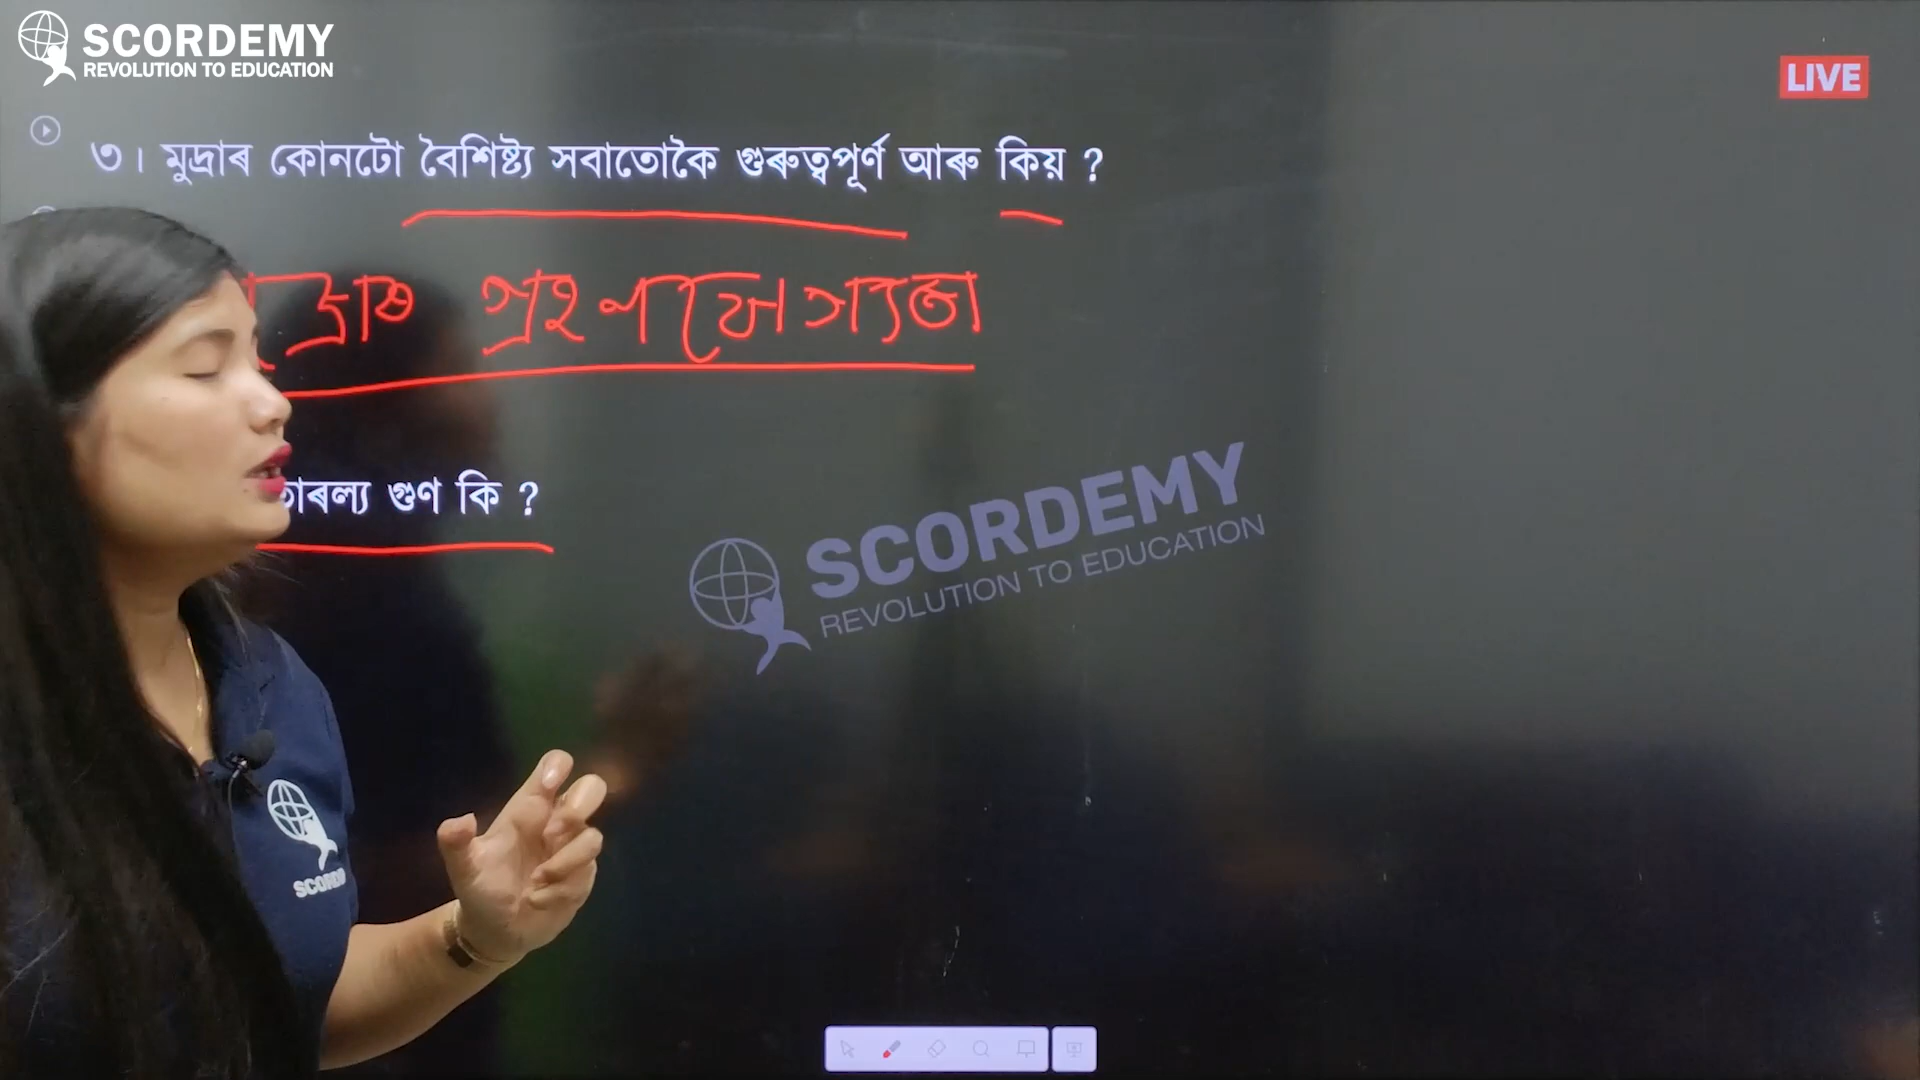 SCORDEMY
REVOLUTION TO EDUCATION
LIVE
৩। মুদ্ৰাৰ কোনটো বৈশিষ্ট্য সবাতোকৈ গুৰুত্বপূৰ্ণ আৰু কিয় ?
গ্ৰহণযোগ্যতা
তাৰল্য গুণ কি ?
SCORDEMY
REVOLUTION TO EDUCATION